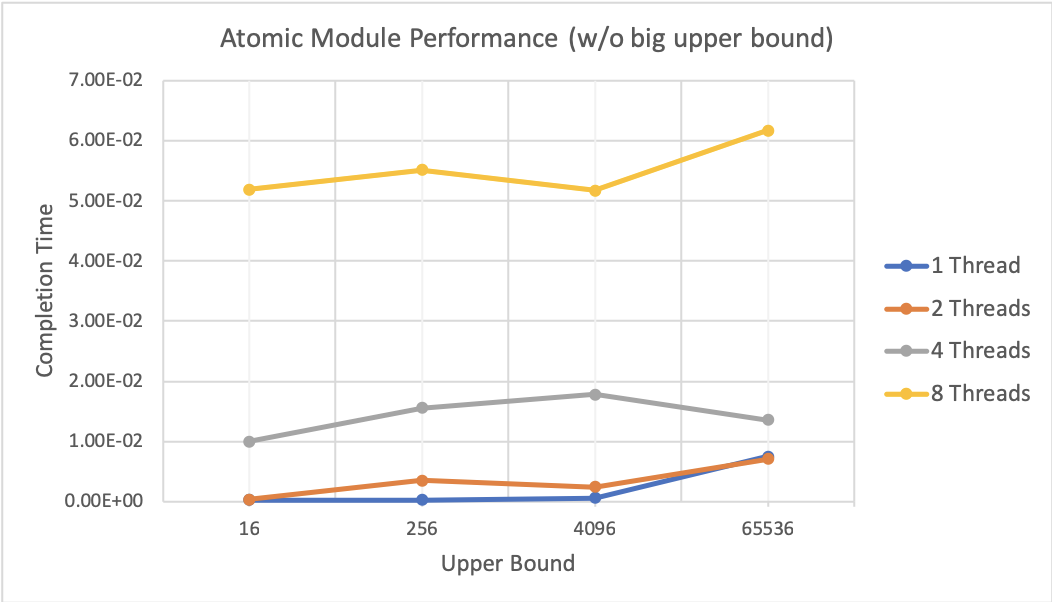 Atomic Module Performance (w/o big upper bound)
7.00E-02
6.00E-02
5.00E-02
4.00E-02
3.00E-02
2.00E-02
1.00E-02
0.00E+00
Completion Time
16 256 4096 65536
Upper Bound
1 Thread
2 Threads
4 Threads
8 Threads